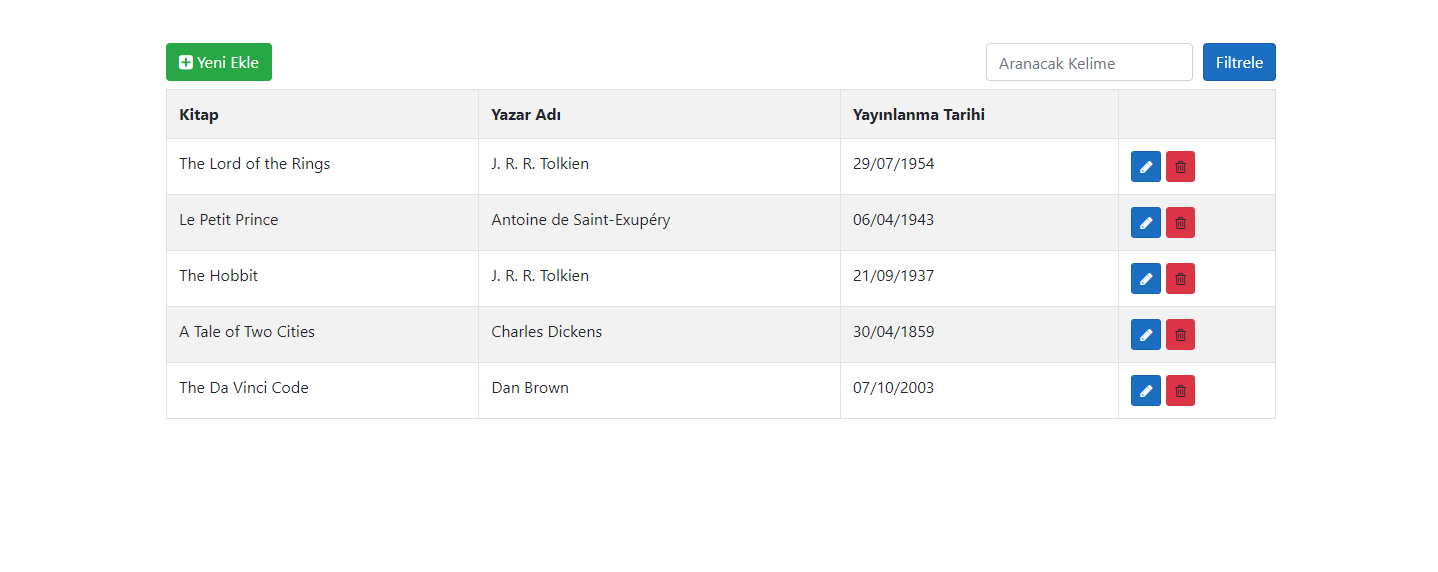 Yeni Ekle Aranacak Kelime Filtrele
Kitap Yazar Adı Yayınlanma Tarihi
The Lord of the Rings J. R. R. Tolkien 29/07/1954
Le Petit Prince Antoine de Saint-Exupéry 06/04/1943
The Hobbit J. R. R. Tolkien 21/09/1937
A Tale of Two Cities Charles Dickens 30/04/1859
The Da Vinci Code Dan Brown 07/10/2003